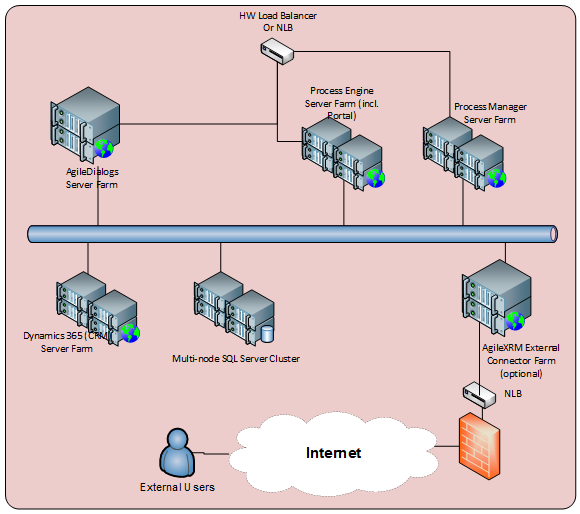 HW Load Balancer
Or NLB
Process Engine
Server Farm (incl.
Portal)
Process Manager
Server Farm
AgileDialogs
Server Farm
Dynamics 365 (CRM)
Server Farm
Multi-node SQL Server Cluster
AgileXRM External
Connector Farm
(optional)
NLB
Internet
External Users